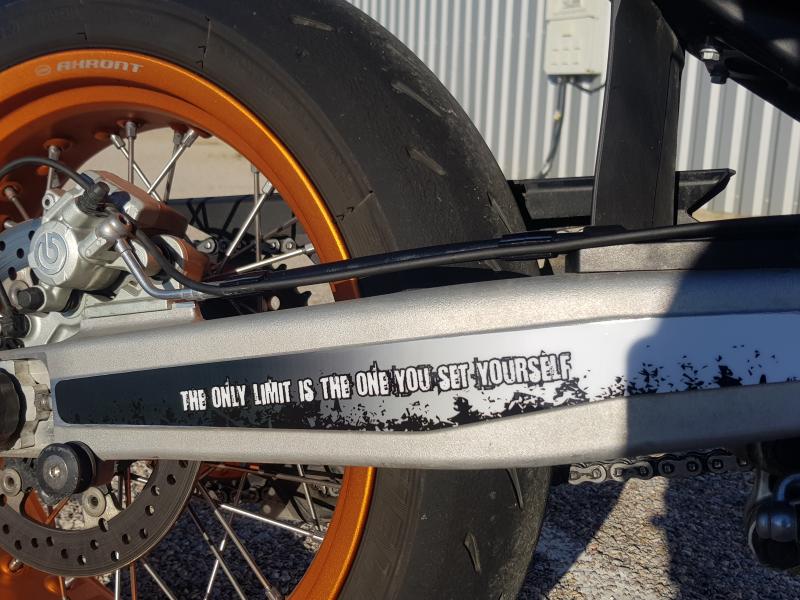 AKRONT
THE ONLY LIMIT IS THE ONE YOU SET YOURSELF